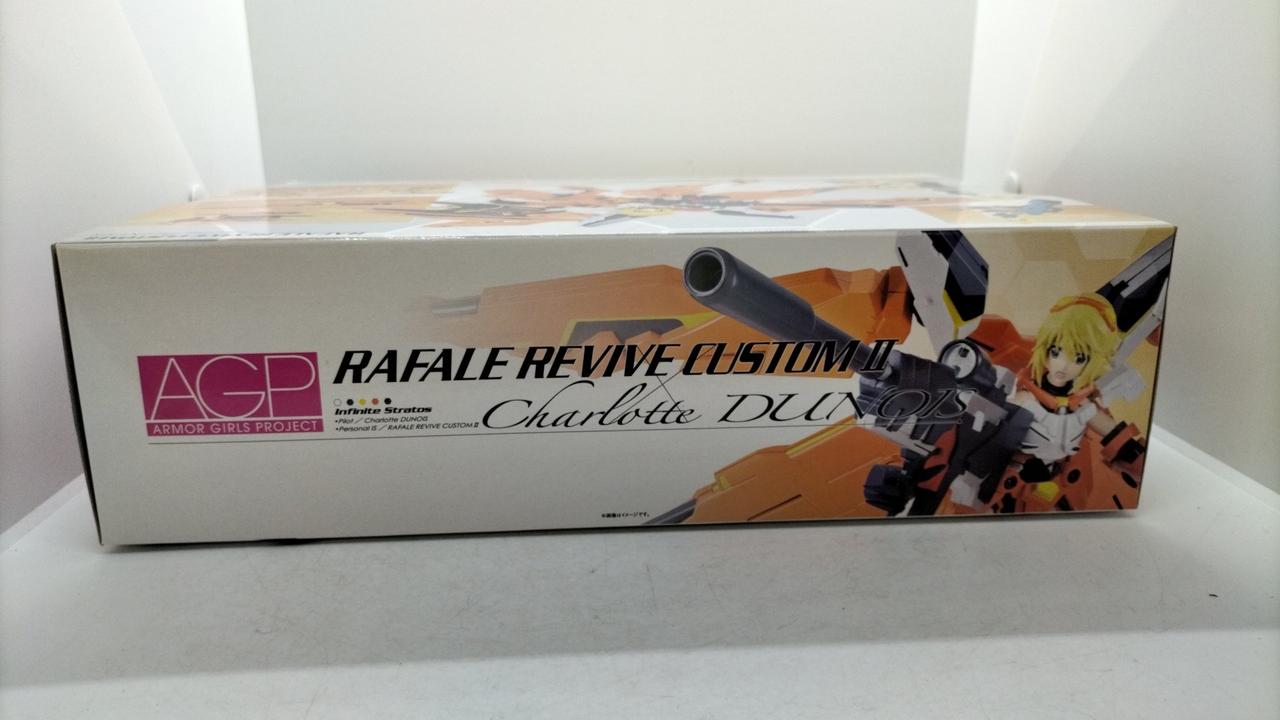 AGP
ARMOR GIRLS PROJECT
RAFALE REVIVE CUSTOM II
Infinite Stratos
•Pilot／Charlotte DUNOIS
•Personal IS／RAFALE REVIVE CUSTOM II
Charlotte DUNOIS
※画像はイメージです。